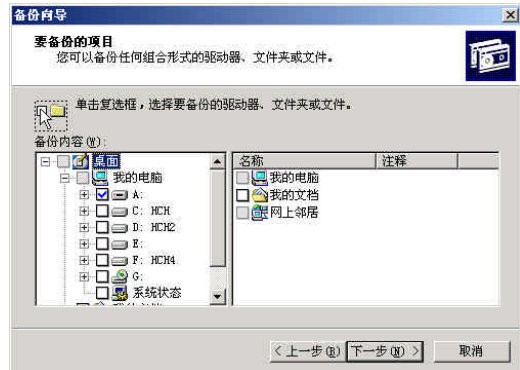 备份向导
要备份的项目
您可以备份任何组合形式的驱动器、文件夹或文件。
单击复选框，选择要备份的驱动器、文件夹或文件。
备份内容(W):
桌面
我的电脑
A:
C: HCH
D: HCH2
E:
F: HCH4
G:
系统状态
名称 注释
我的电脑
我的文档
网上邻居
<上一步(B) 下一步(N)> 取消